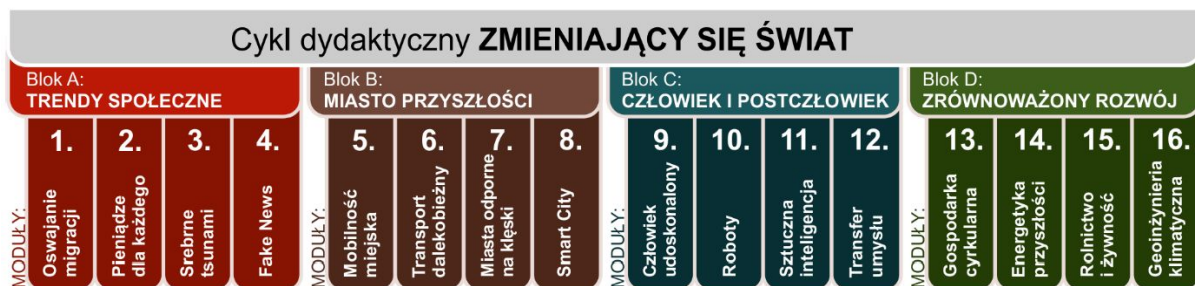 Cykl dydaktyczny ZMIENIAJĄCY SIĘ ŚWIAT
Blok A:
TRENDY SPOŁECZNE
MODUŁY:
1.
Oswajanie
migracji
2.
Pieniądze
dla każdego
3.
Srebrne
tsunami
4.
Fake News
Blok B:
MIASTO PRZYSZŁOŚCI
MODUŁY:
5.
Mobilność
miejska
6.
Transport
dalekobieżny
7.
Miasta odporne
na klęski
8.
Smart City
Blok C:
CZŁOWIEK I POSTCZŁOWIEK
MODUŁY:
9.
Człowiek
udoskonalony
10.
Roboty
11.
Sztuczna
inteligencja
12.
Transfer
umysłu
Blok D:
ZRÓWNOWAŻONY ROZWÓJ
MODUŁY:
13.
Gospodarka
cyrkularna
14.
Energetyka
przyszłości
15.
Rolnictwo
i żywność
16.
Geoinżynieria
klimatyczna